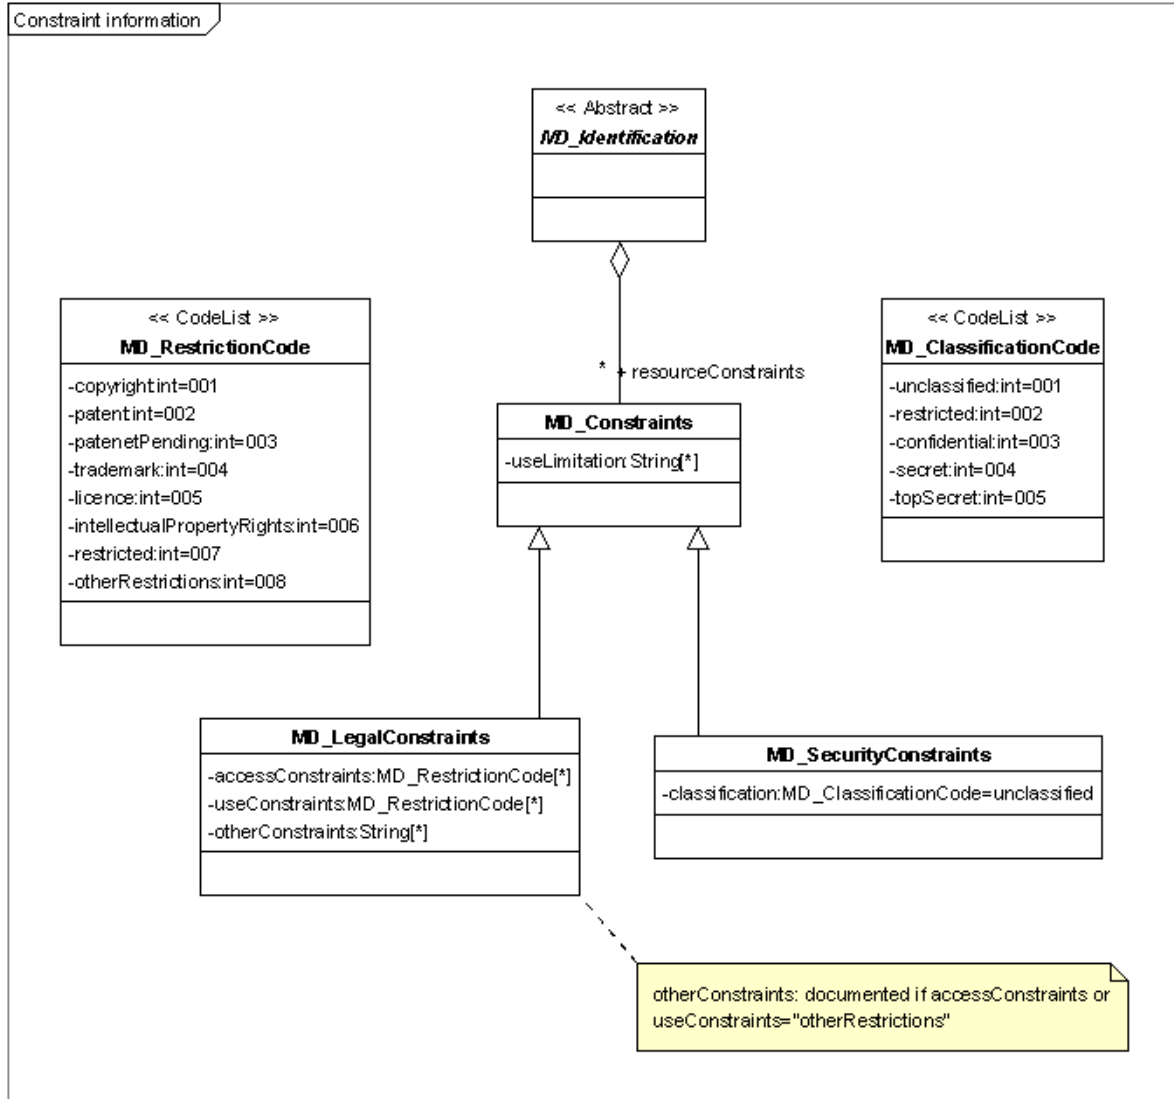 Constraint information
<< Abstract >>
MD_Identification
<< CodeList >>
MD_RestrictionCode
-copyright:int=001
-patent:int=002
-patenetPending:int=003
-trademark:int=004
-licence:int=005
-intellectualPropertyRights:int=006
-restricted:int=007
-otherRestrictions:int=008
<< CodeList >>
MD_ClassificationCode
-unclassified:int=001
-restricted:int=002
-confidential:int=003
-secret:int=004
-topSecret:int=005
* + resourceConstraints
MD_Constraints
-useLimitation:String[*]
MD_LegalConstraints
-accessConstraints:MD_RestrictionCode[*]
-useConstraints:MD_RestrictionCode[*]
-otherConstraints:String[*]
MD_SecurityConstraints
-classification:MD_ClassificationCode=unclassified
otherConstraints: documented if accessConstraints or
useConstraints="otherRestrictions"